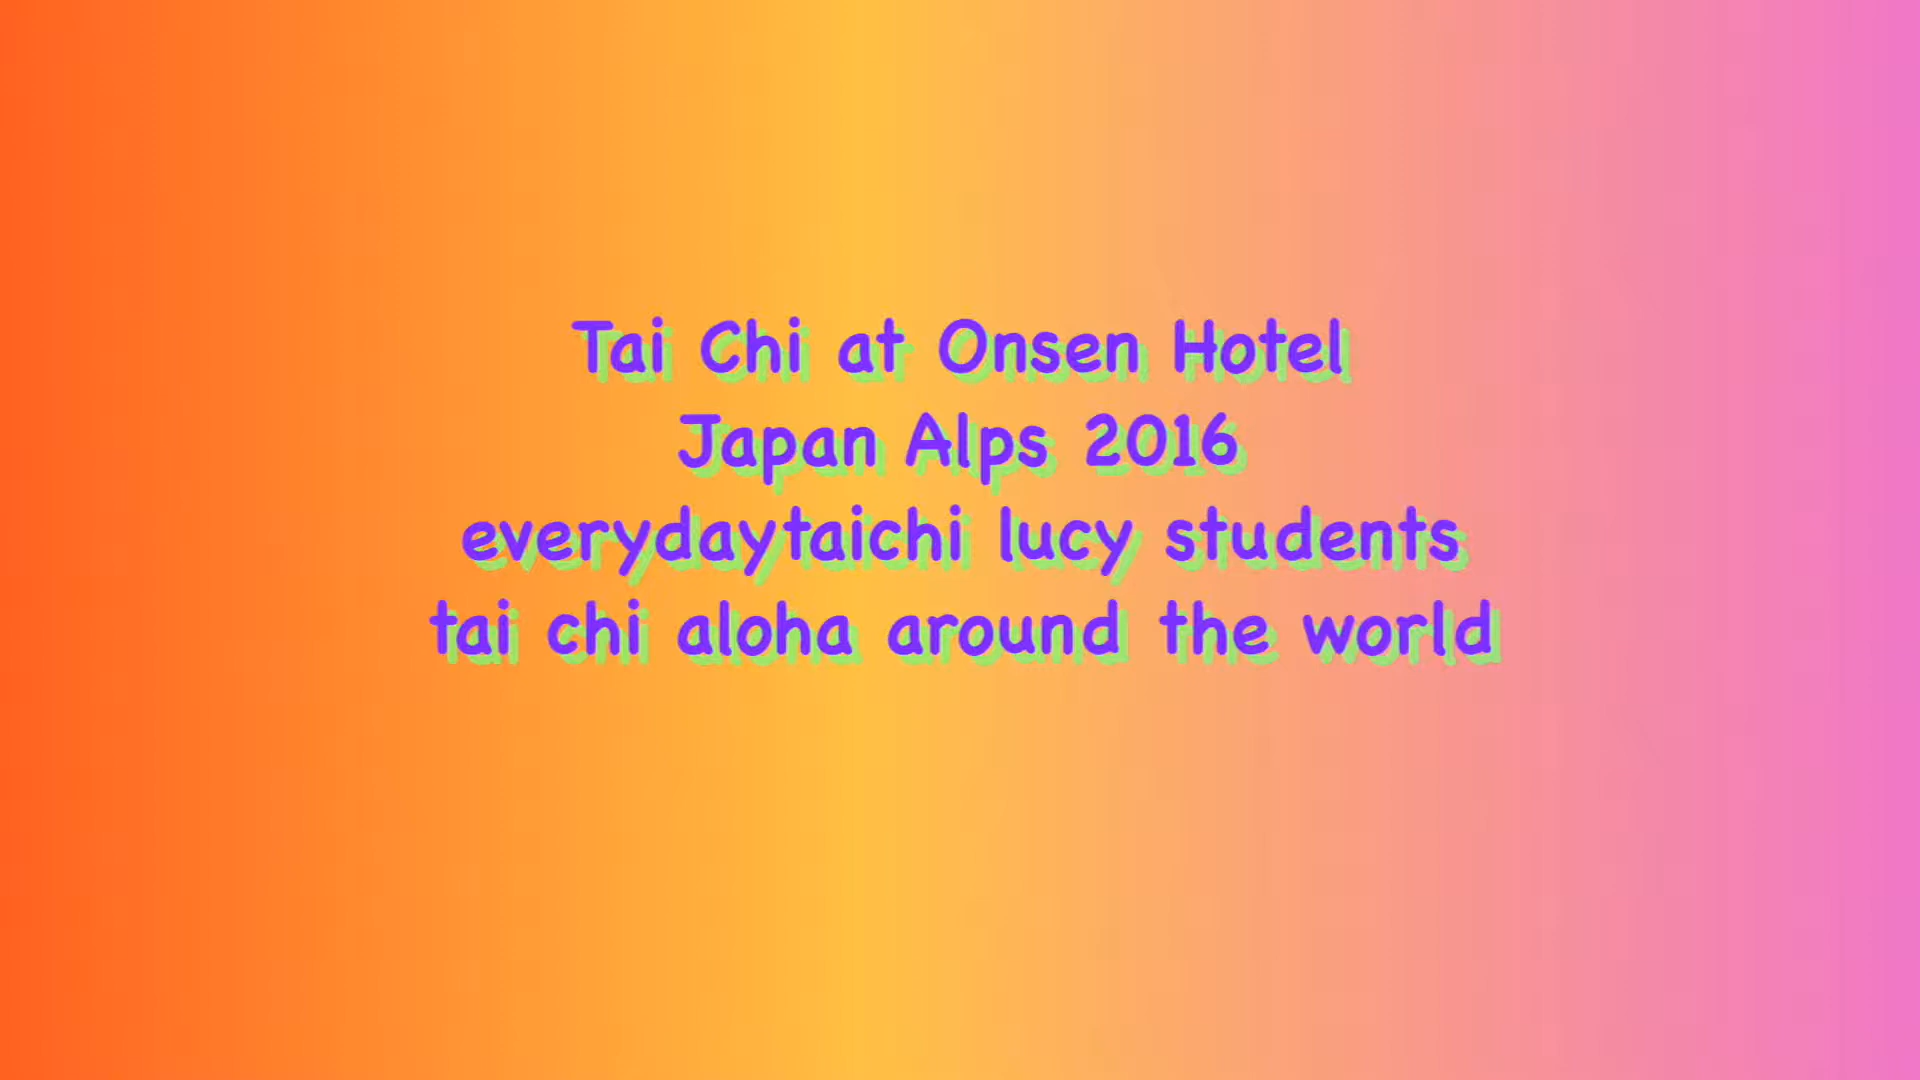 Tai Chi at Onsen Hotel
Japan Alps 2016
everydaytaichi lucy students
tai chi aloha around the world